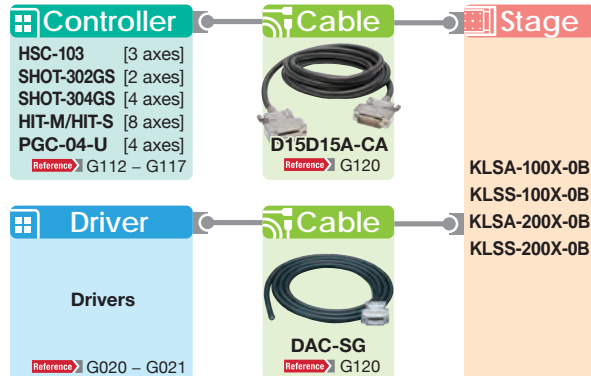 Controller
HSC-103 [3 axes]
SHOT-302GS [2 axes]
SHOT-304GS [4 axes]
HIT-M/HIT-S [8 axes]
PGC-04-U [4 axes]
Reference G112 – G117
Cable
D15D15A-CA
Reference G120
Stage
KLSA-100X-0B
KLSS-100X-0B
KLSA-200X-0B
KLSS-200X-0B
Driver
Drivers
Reference G020 – G021
Cable
DAC-SG
Reference G120